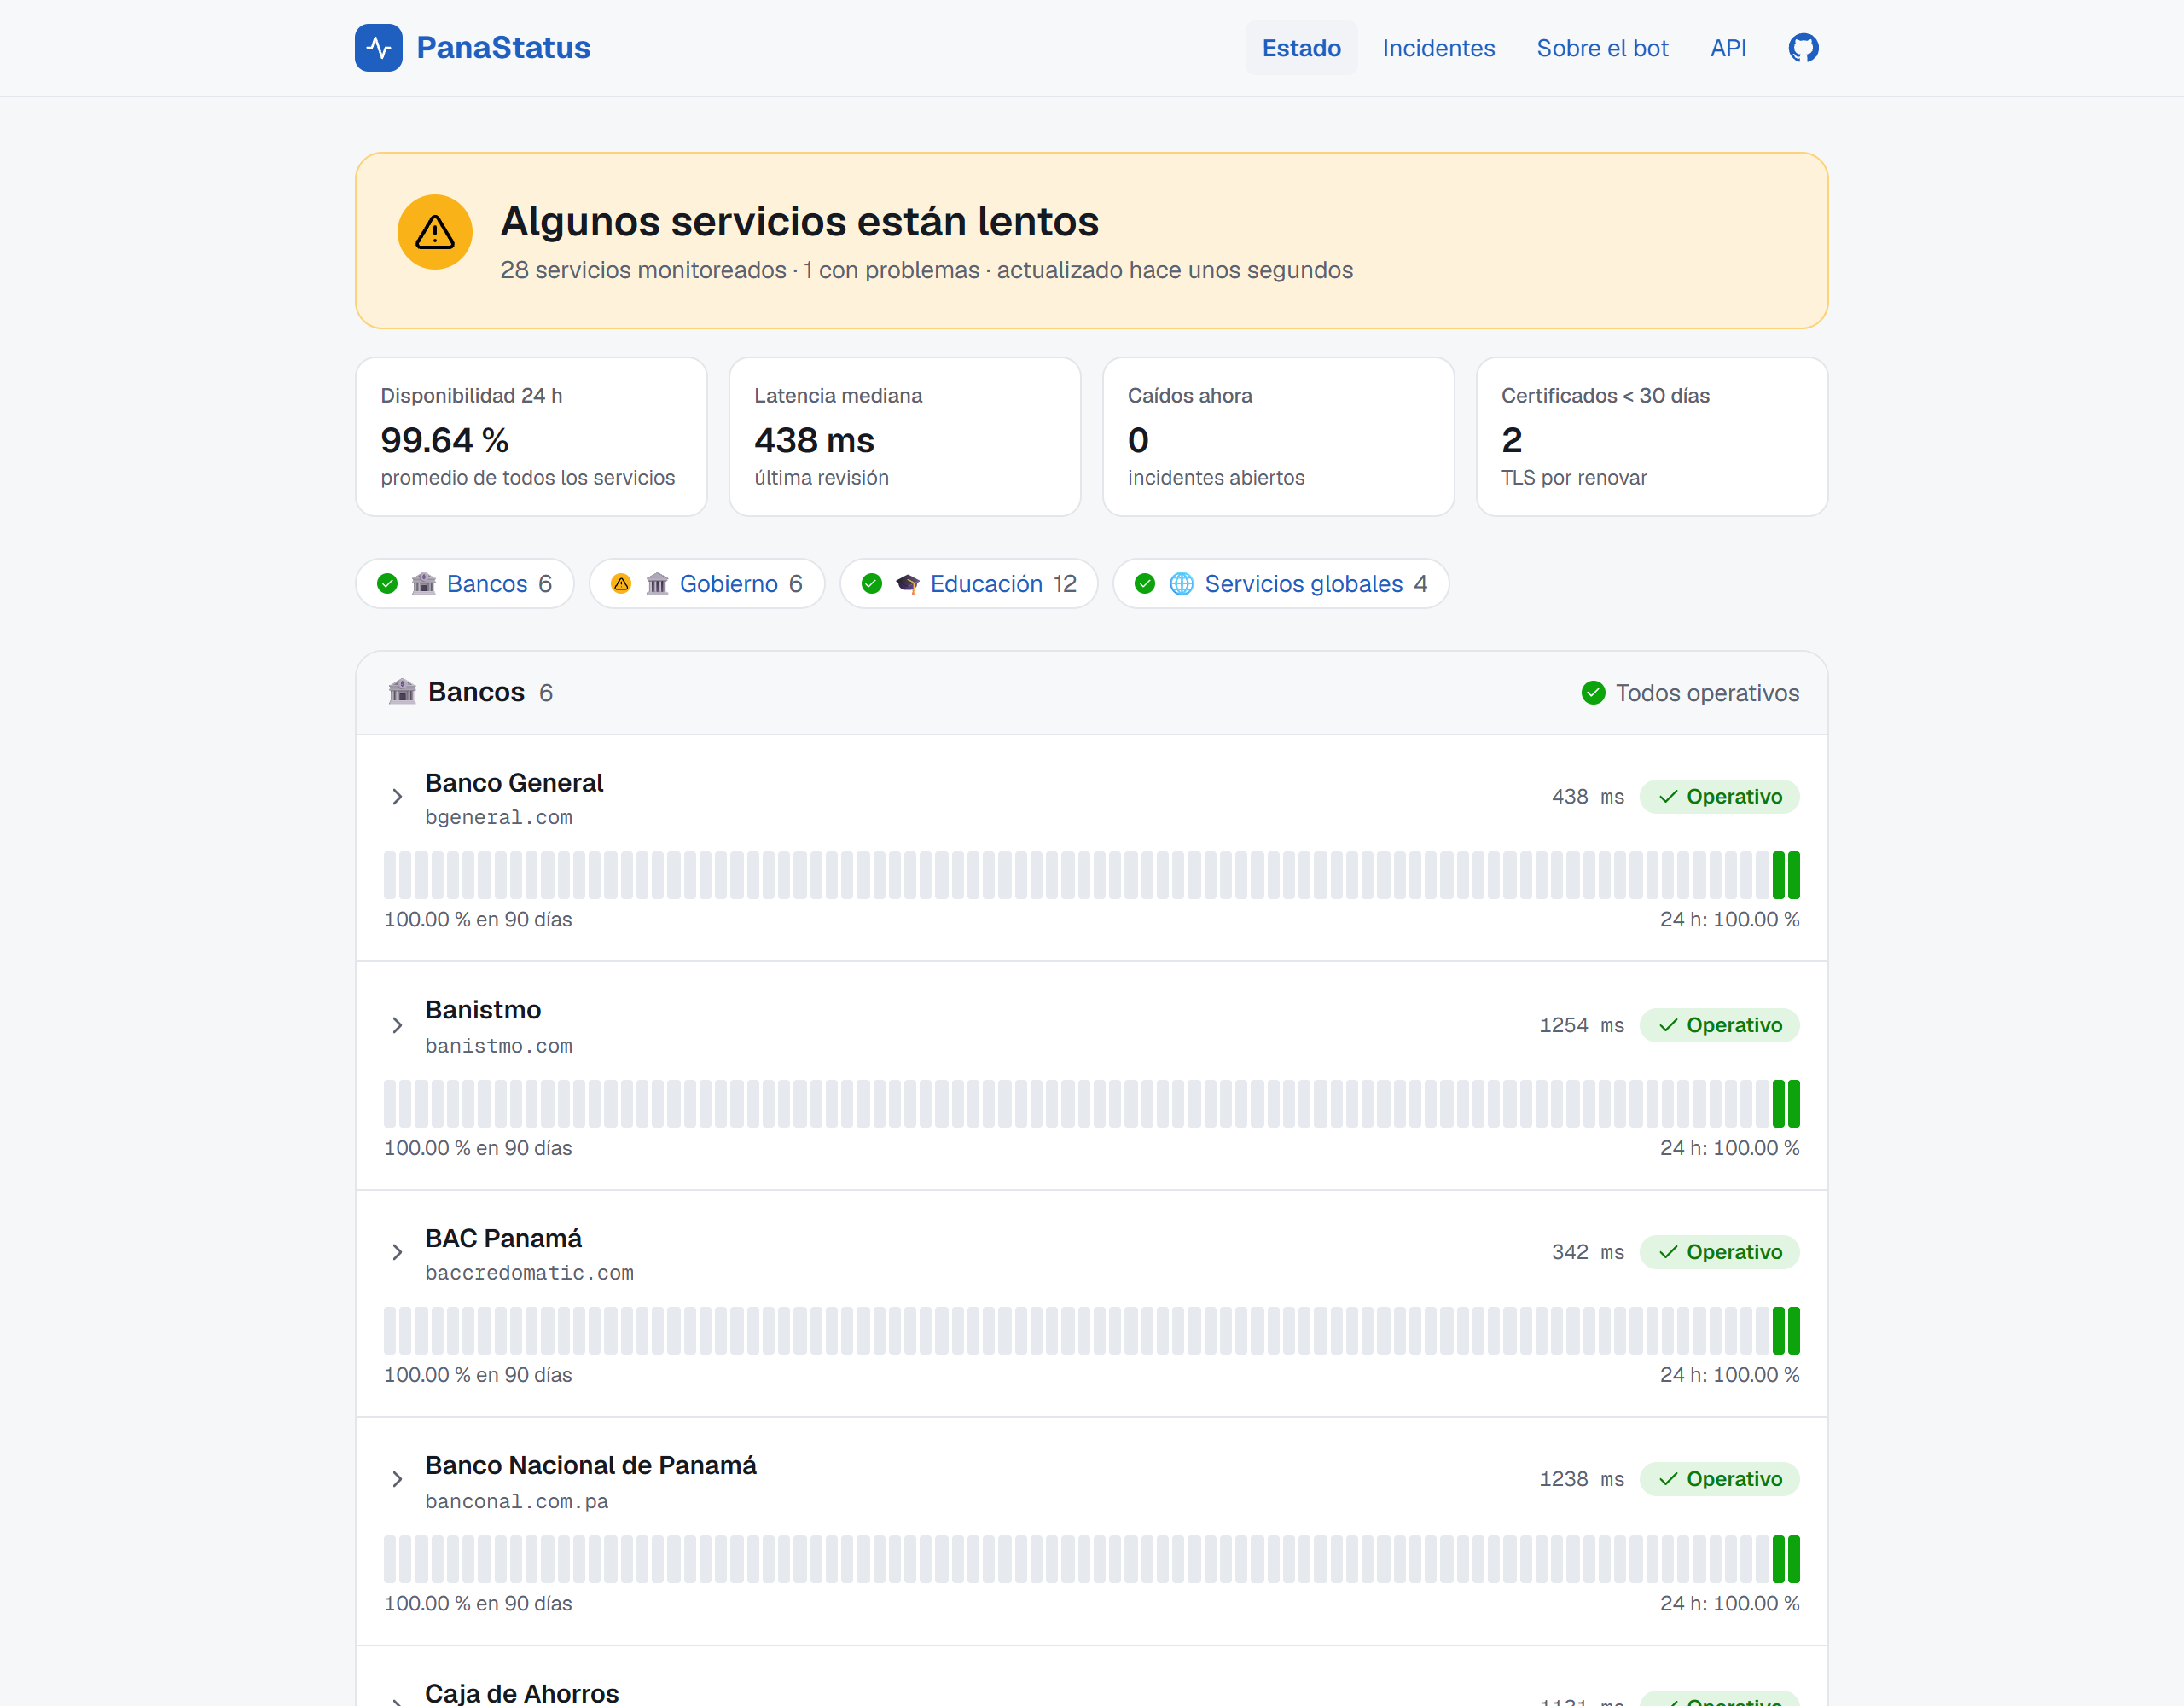 PanaStatus
Estado
Incidentes
Sobre el bot
API
Algunos servicios están lentos
28 servicios monitoreados · 1 con problemas · actualizado hace unos segundos
Disponibilidad 24 h
99.64 %
promedio de todos los servicios
Latencia mediana
438 ms
última revisión
Caídos ahora
0
incidentes abiertos
Certificados < 30 días
2
TLS por renovar
Bancos 6
Gobierno 6
Educación 12
Servicios globales 4
Bancos 6
Todos operativos
Banco General
bgeneral.com
438 ms
Operativo
100.00 % en 90 días
24 h: 100.00 %
Banistmo
banistmo.com
1254 ms
Operativo
100.00 % en 90 días
24 h: 100.00 %
BAC Panamá
baccredomatic.com
342 ms
Operativo
100.00 % en 90 días
24 h: 100.00 %
Banco Nacional de Panamá
banconal.com.pa
1238 ms
Operativo
100.00 % en 90 días
24 h: 100.00 %
Caja de Ahorros
Operativo